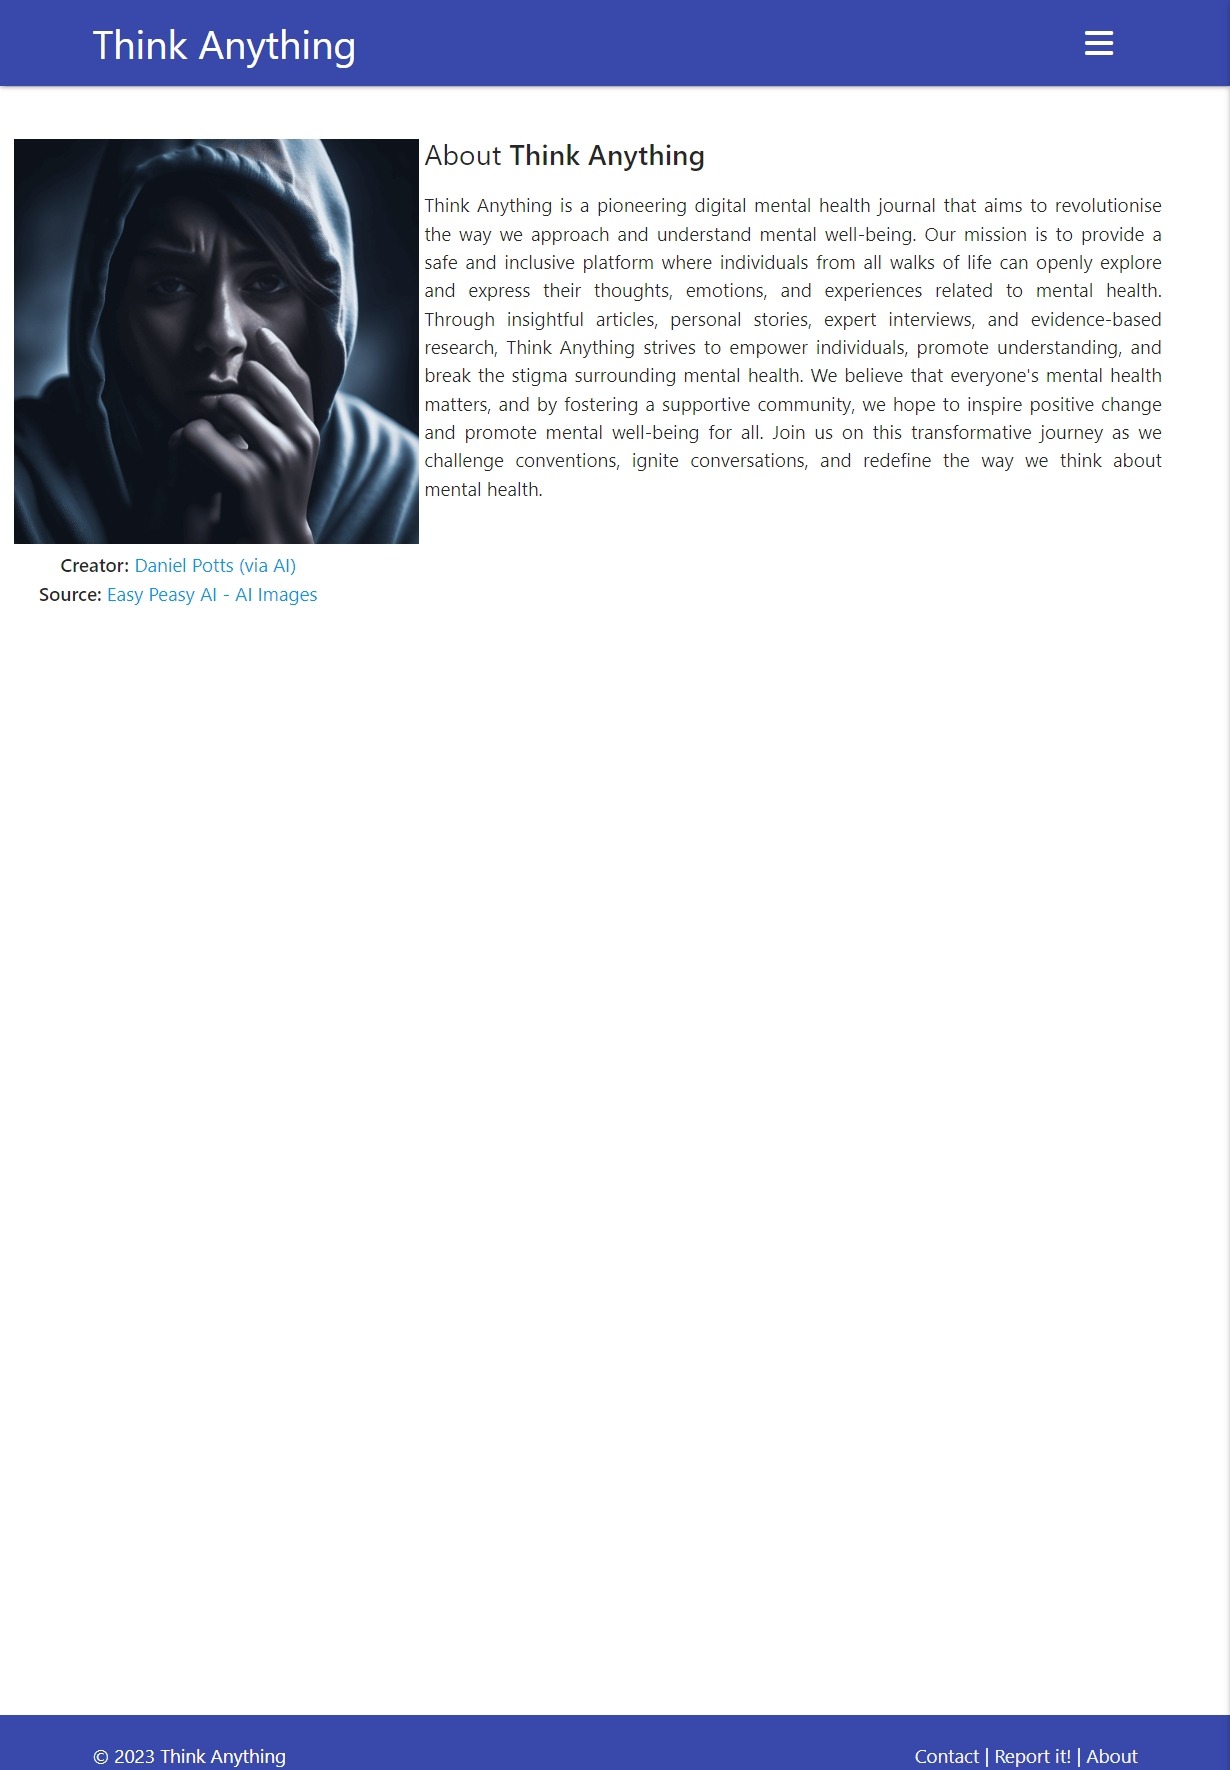 Think Anything
About Think Anything
Think Anything is a pioneering digital mental health journal that aims to revolutionise
the way we approach and understand mental well-being. Our mission is to provide a
safe and inclusive platform where individuals from all walks of life can openly explore
and express their thoughts, emotions, and experiences related to mental health.
Through insightful articles, personal stories, expert interviews, and evidence-based
research, Think Anything strives to empower individuals, promote understanding, and
break the stigma surrounding mental health. We believe that everyone's mental health
matters, and by fostering a supportive community, we hope to inspire positive change
and promote mental well-being for all. Join us on this transformative journey as we
challenge conventions, ignite conversations, and redefine the way we think about
mental health.
Creator: Daniel Potts (via AI)
Source: Easy Peasy AI - AI Images
© 2023 Think Anything
Contact | Report it! | About